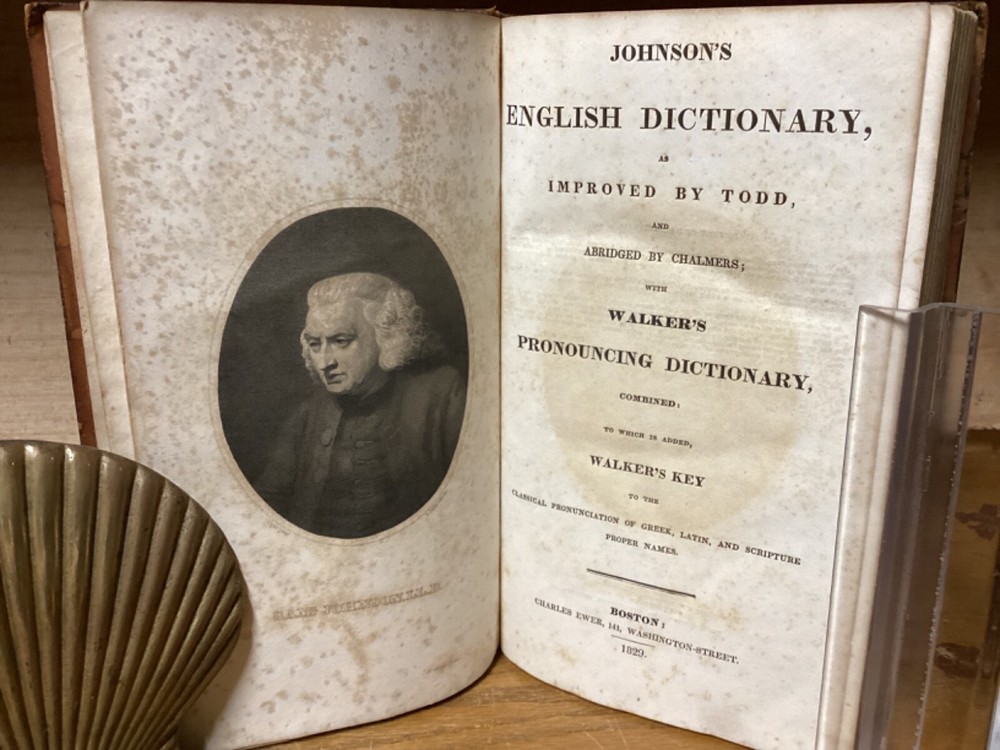 SAML. JOHNSON, L.L.D.
JOHNSON'S
ENGLISH DICTIONARY,
AS
IMPROVED BY TODD,
AND
ABRIDGED BY CHALMERS;
WITH
WALKER'S
PRONOUNCING DICTIONARY,
COMBINED:
TO WHICH IS ADDED,
WALKER'S KEY
TO THE
CLASSICAL PRONUNCIATION OF GREEK, LATIN, AND SCRIPTURE
PROPER NAMES.
BOSTON:
CHARLES EWER, 141, WASHINGTON-STREET.
1829.